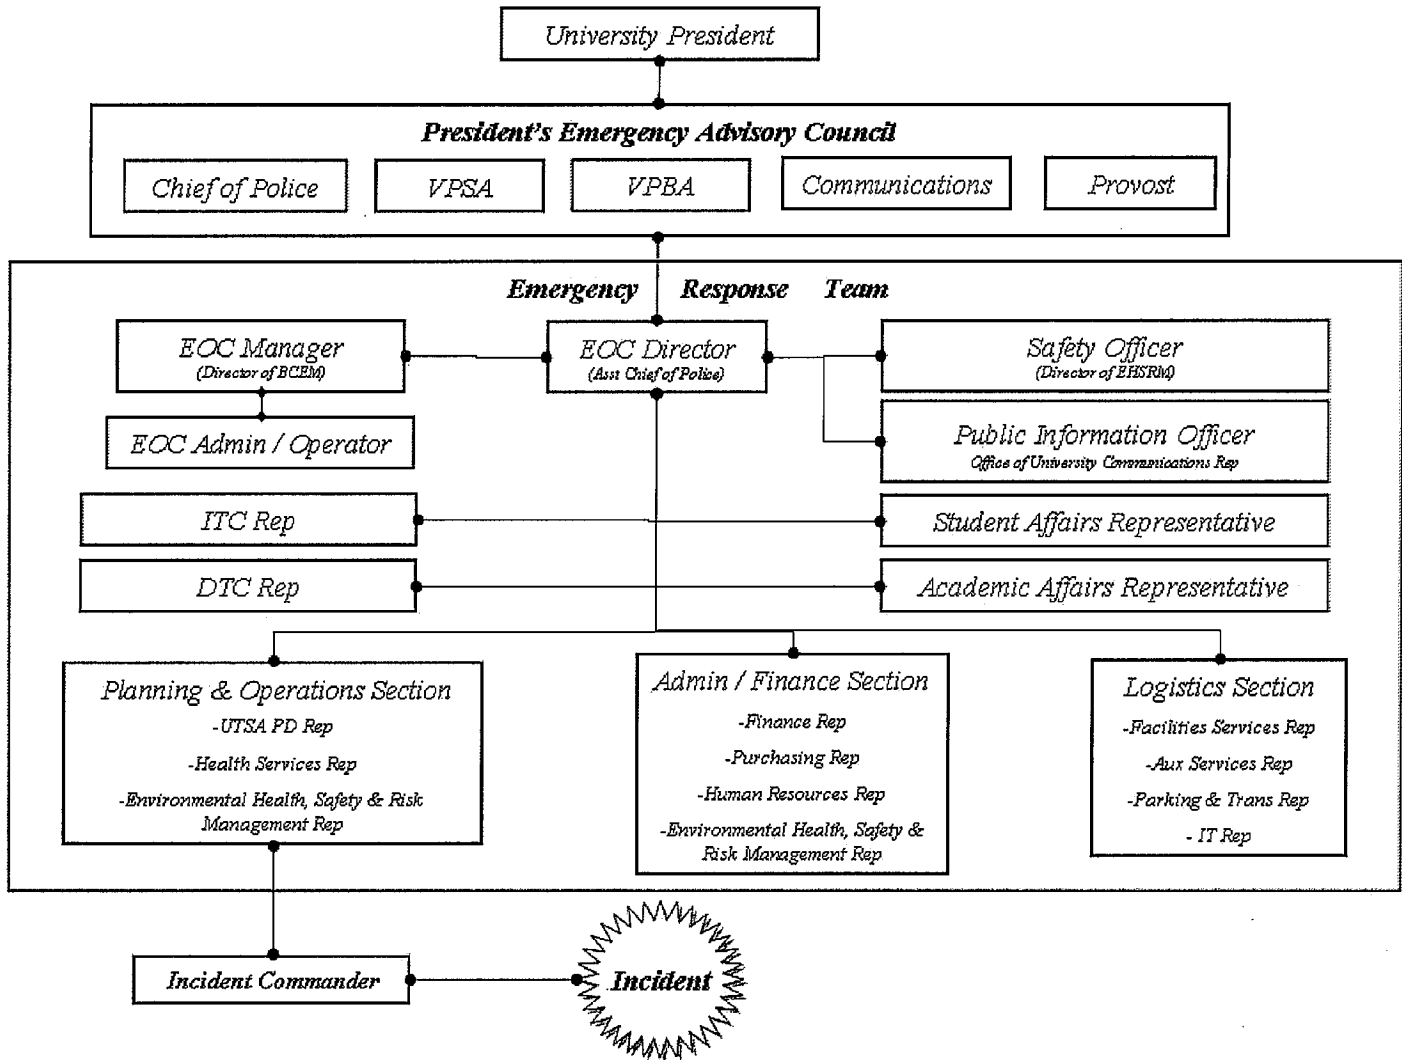 University President
President's Emergency Advisory Council
Chief of Police
VPSA
VPBA
Communications
Provost
Emergency Response Team
EOC Manager
(Director of BCEM)
EOC Director
(Asst Chief of Police)
Safety Officer
(Director of EHSRM)
EOC Admin / Operator
Public Information Officer
Office of University Communications Rep
ITC Rep
Student Affairs Representative
DTC Rep
Academic Affairs Representative
Planning & Operations Section
-UTSA PD Rep
-Health Services Rep
-Environmental Health, Safety & Risk
Management Rep
Admin / Finance Section
-Finance Rep
-Purchasing Rep
-Human Resources Rep
-Environmental Health, Safety &
Risk Management Rep
Logistics Section
-Facilities Services Rep
-Aux Services Rep
-Parking & Trans Rep
- IT Rep
Incident Commander
Incident